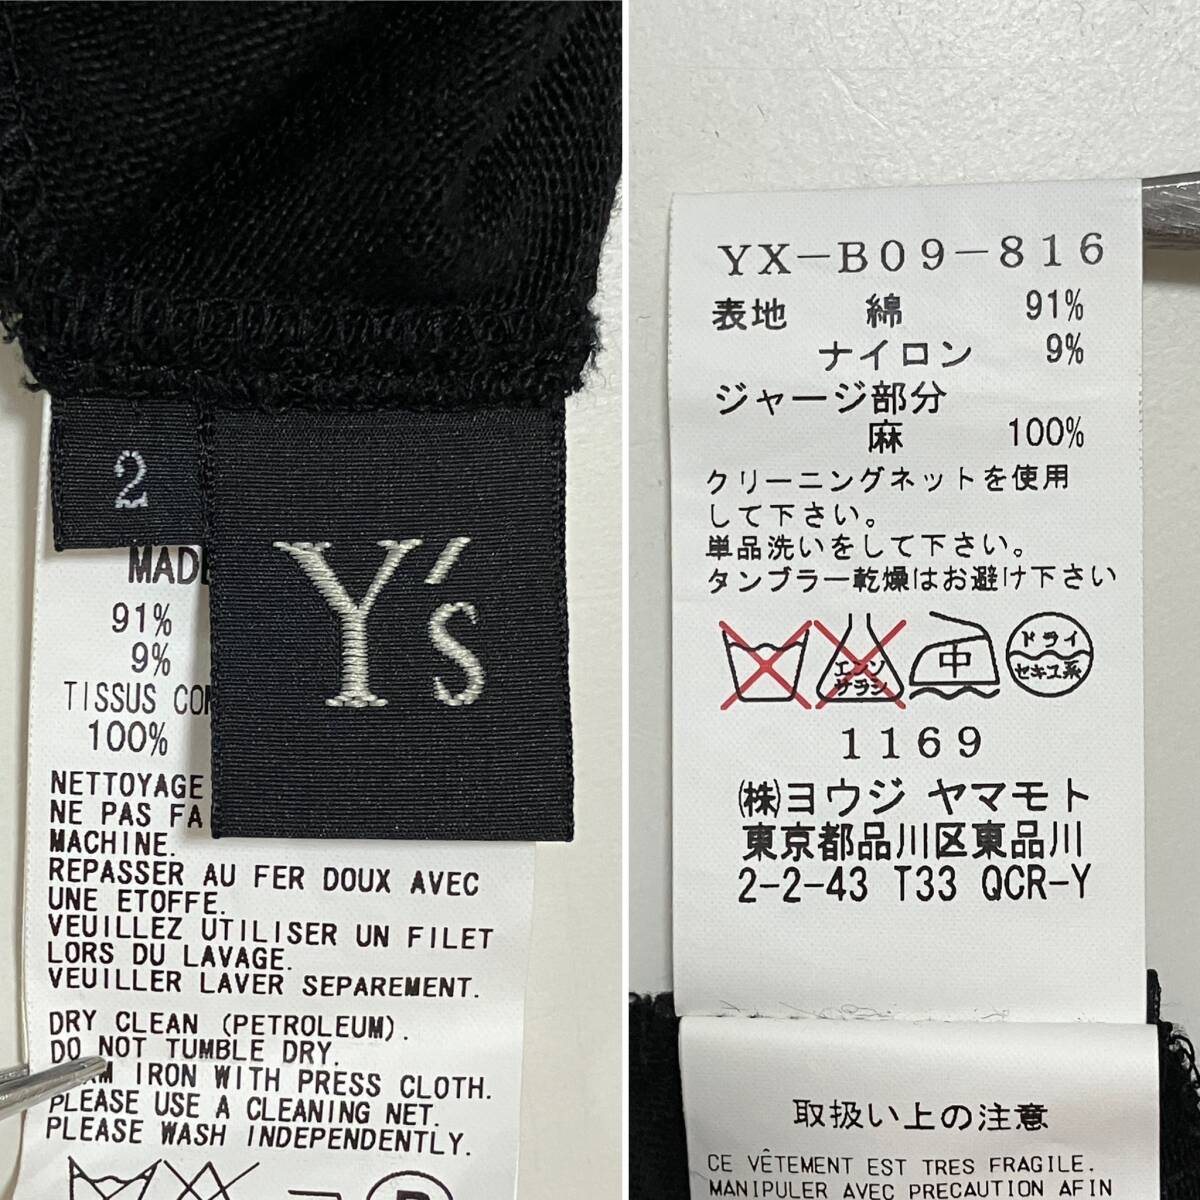 2
Y's
MADE
91%
9%
TISSUS
100%
NETTOYAGE
NE PAS
MACHINE.
REPASSER AU FER DOUX AVEC
UNE ETOFFE.
VEUILLEZ UTILISER UN FILET
LORS DU LAVAGE.
VEUILLER LAVER SEPAREMENT.
DRY CLEAN (PETROLEUM).
DO NOT TUMBLE DRY.
IRON WITH PRESS CLOTH.
PLEASE USE A CLEANING NET.
PLEASE WASH INDEPENDENTLY.
YX-B09-816
表地 綿 91%
ナイロン 9%
ジャージ部分
麻 100%
クリーニングネットを使用
して下さい。
単品洗いをして下さい。
タンブラー乾燥はお避け下さい
エンソ
サラシ
中
ドライ
セキユ系
1169
㈱ヨウジ ヤマモト
東京都品川区東品川
2-2-43 T33 QCR-Y
取扱い上の注意
CE VÊTEMENT EST TRES FRAGILE.
MANIPULER AVEC PRECAUTION AFIN